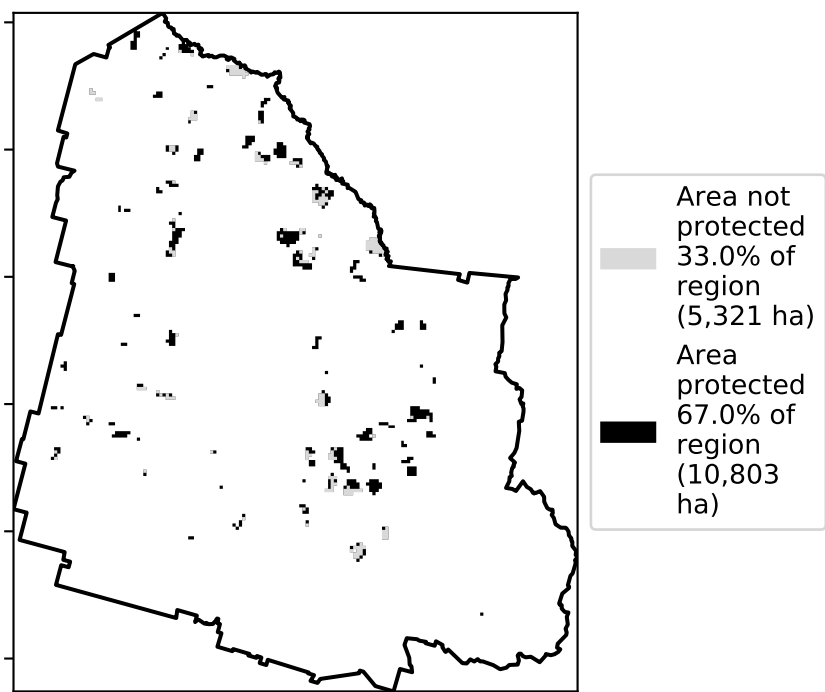 Area not
protected
33.0% of
region
(5,321 ha)
Area
protected
67.0% of
region
(10,803
ha)